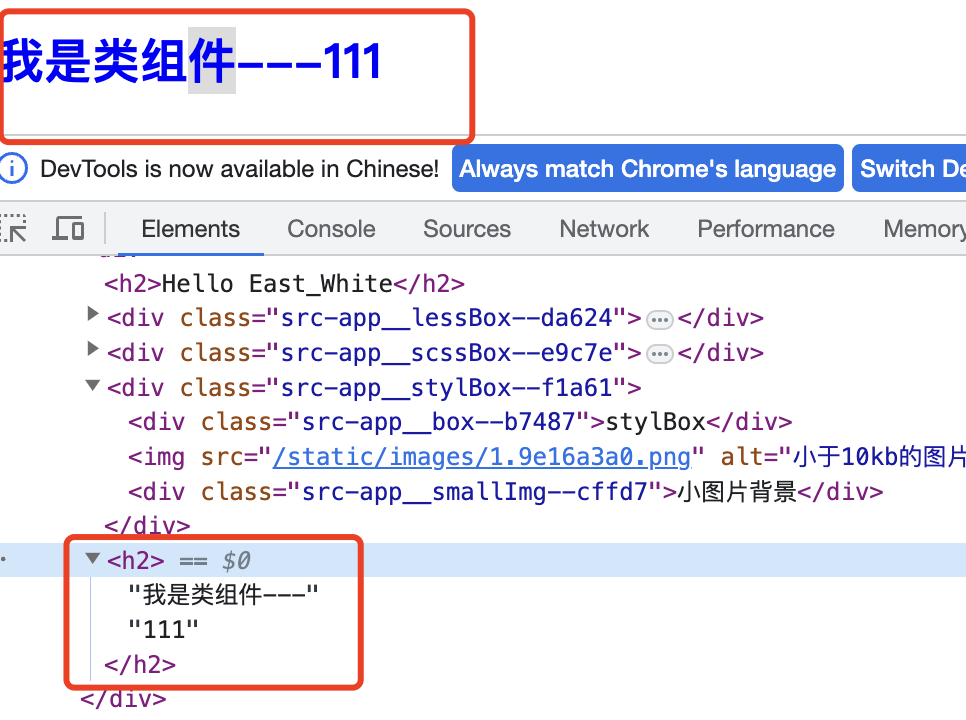 我是类组件---111
DevTools is now available in Chinese! Always match Chrome's language Switch De
Elements Console Sources Network Performance Memory
<h2>Hello East_White</h2>
<div class="src-app__lessBox--da624">…</div>
<div class="src-app__scssBox--e9c7e">…</div>
<div class="src-app__stylBox--f1a61">
<div class="src-app__box--b7487">stylBox</div>
<img src="/static/images/1.9e16a3a0.png" alt="小于10kb的图片
<div class="src-app__smallImg--cffd7">小图片背景</div>
</div>
<h2> == $0
"我是类组件---"
"111"
</h2>
</div>